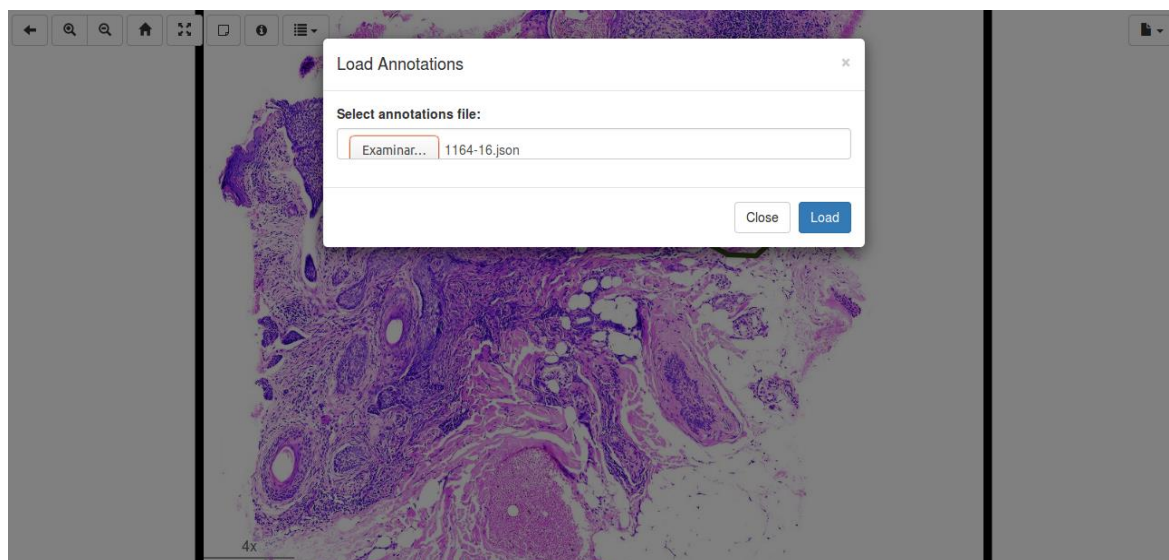 Load Annotations ×
Select annotations file:
Examinar... 1164-16.json
Close Load
4x